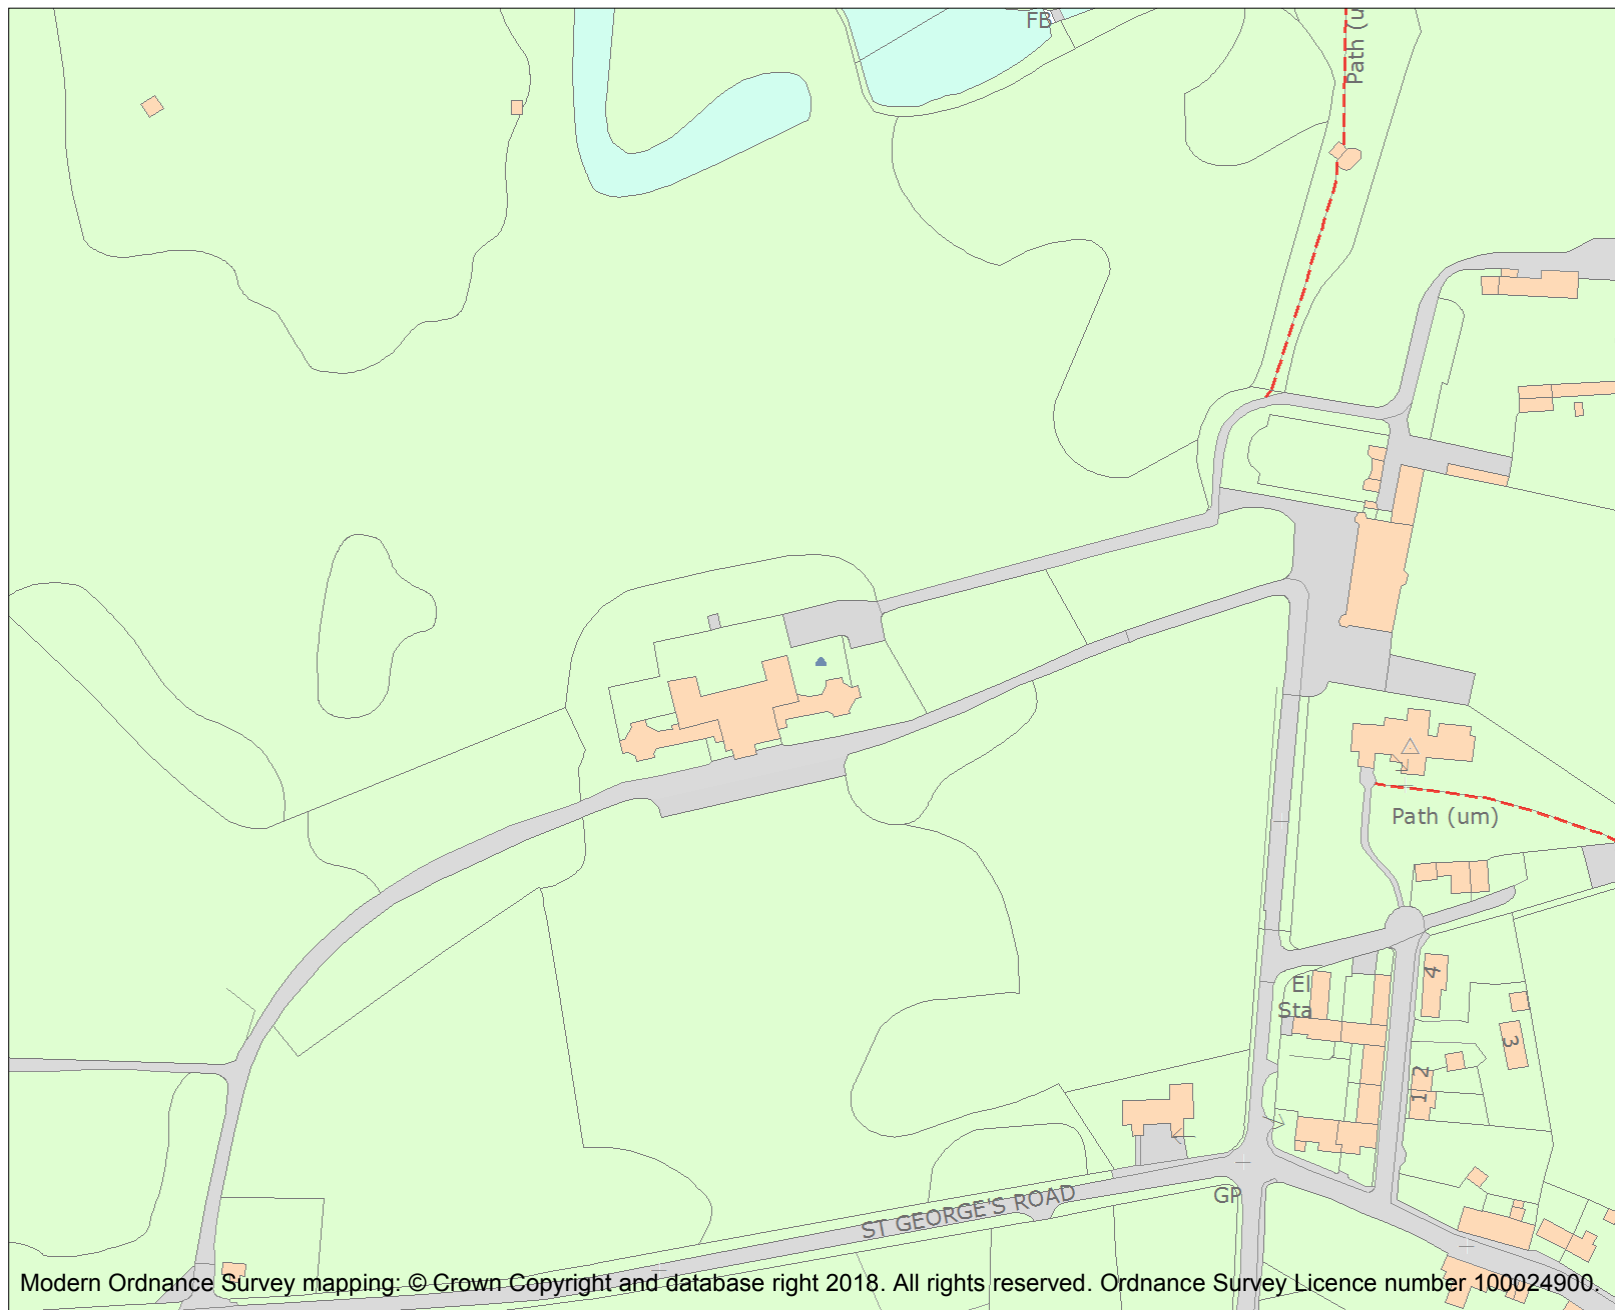 FB
Path (u
Path (um)
El
Sta
4
3
2
1
GP
ST GEORGE'S ROAD
Modern Ordnance Survey mapping: © Crown Copyright and database right 2018. All rights reserved. Ordnance Survey Licence number 100024900.